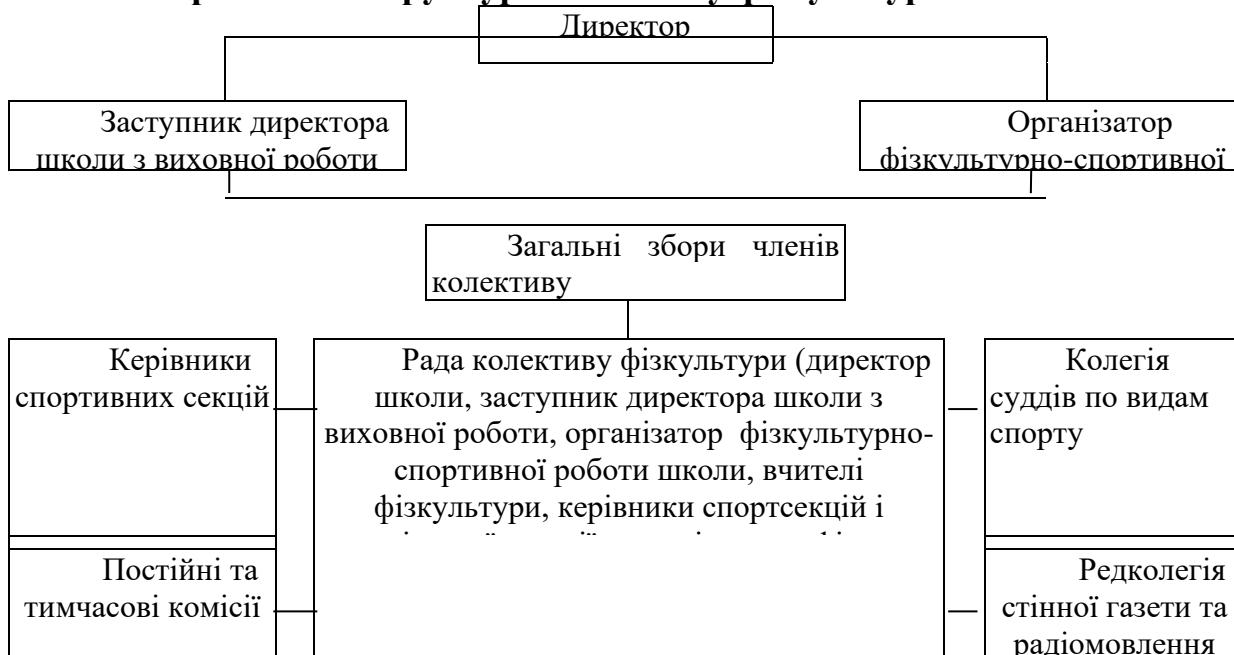 Директор
Заступник директора
школи з виховної роботи
Організатор
фізкультурно-спортивної
Загальні збори членів
колективу
Керівники
спортивних секцій
Рада колективу фізкультури (директор
школи, заступник директора школи з
виховної роботи, організатор фізкультурно-
спортивної роботи школи, вчителі
фізкультури, керівники спортсекцій і
Колегія
суддів по видам
спорту
Постійні та
тимчасові комісії
Редколегія
стінної газети та
радіомовлення